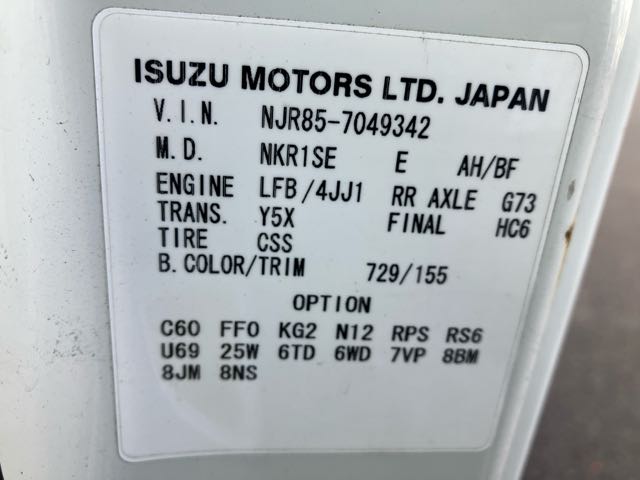 ISUZU MOTORS LTD. JAPAN
V.I.N. NJR85-7049342
M.D. NKR1SE E AH/BF
ENGINE LFB/4JJ1 RR AXLE G73
TRANS. Y5X FINAL HC6
TIRE CSS
B.COLOR/TRIM 729/155
OPTION
C60 FF0 KG2 N12 RPS RS6
U69 25W 6TD 6WD 7VP 8BM
8JM 8NS